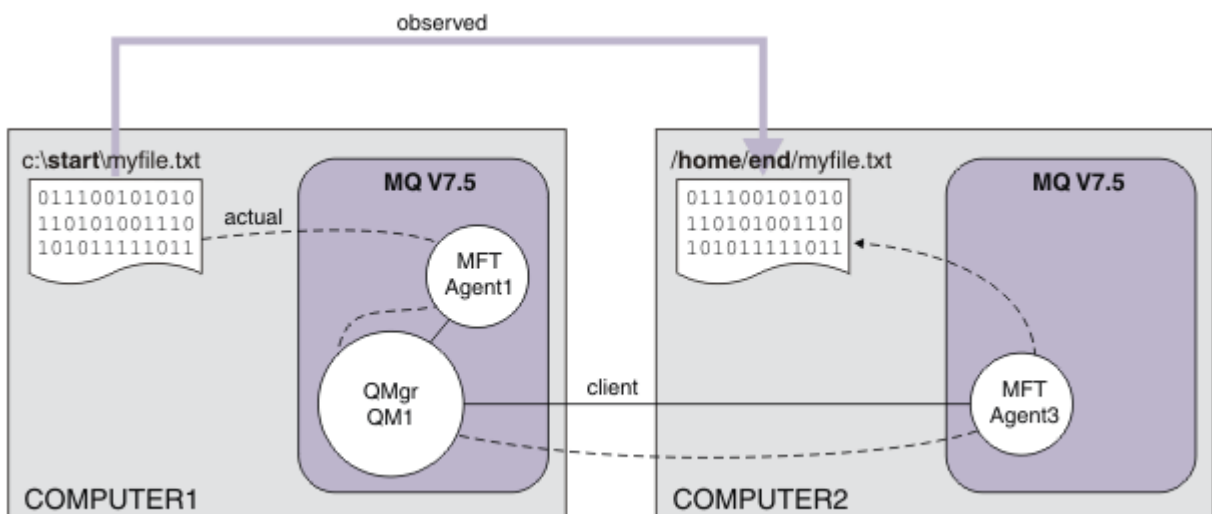 observed
c:\start\myfile.txt
011100101010
110101001110
101011111011
actual
MQ V7.5
MFT
Agent1
QMgr
QM1
COMPUTER1
client
/home/end/myfile.txt
011100101010
110101001110
101011111011
MQ V7.5
MFT
Agent3
COMPUTER2